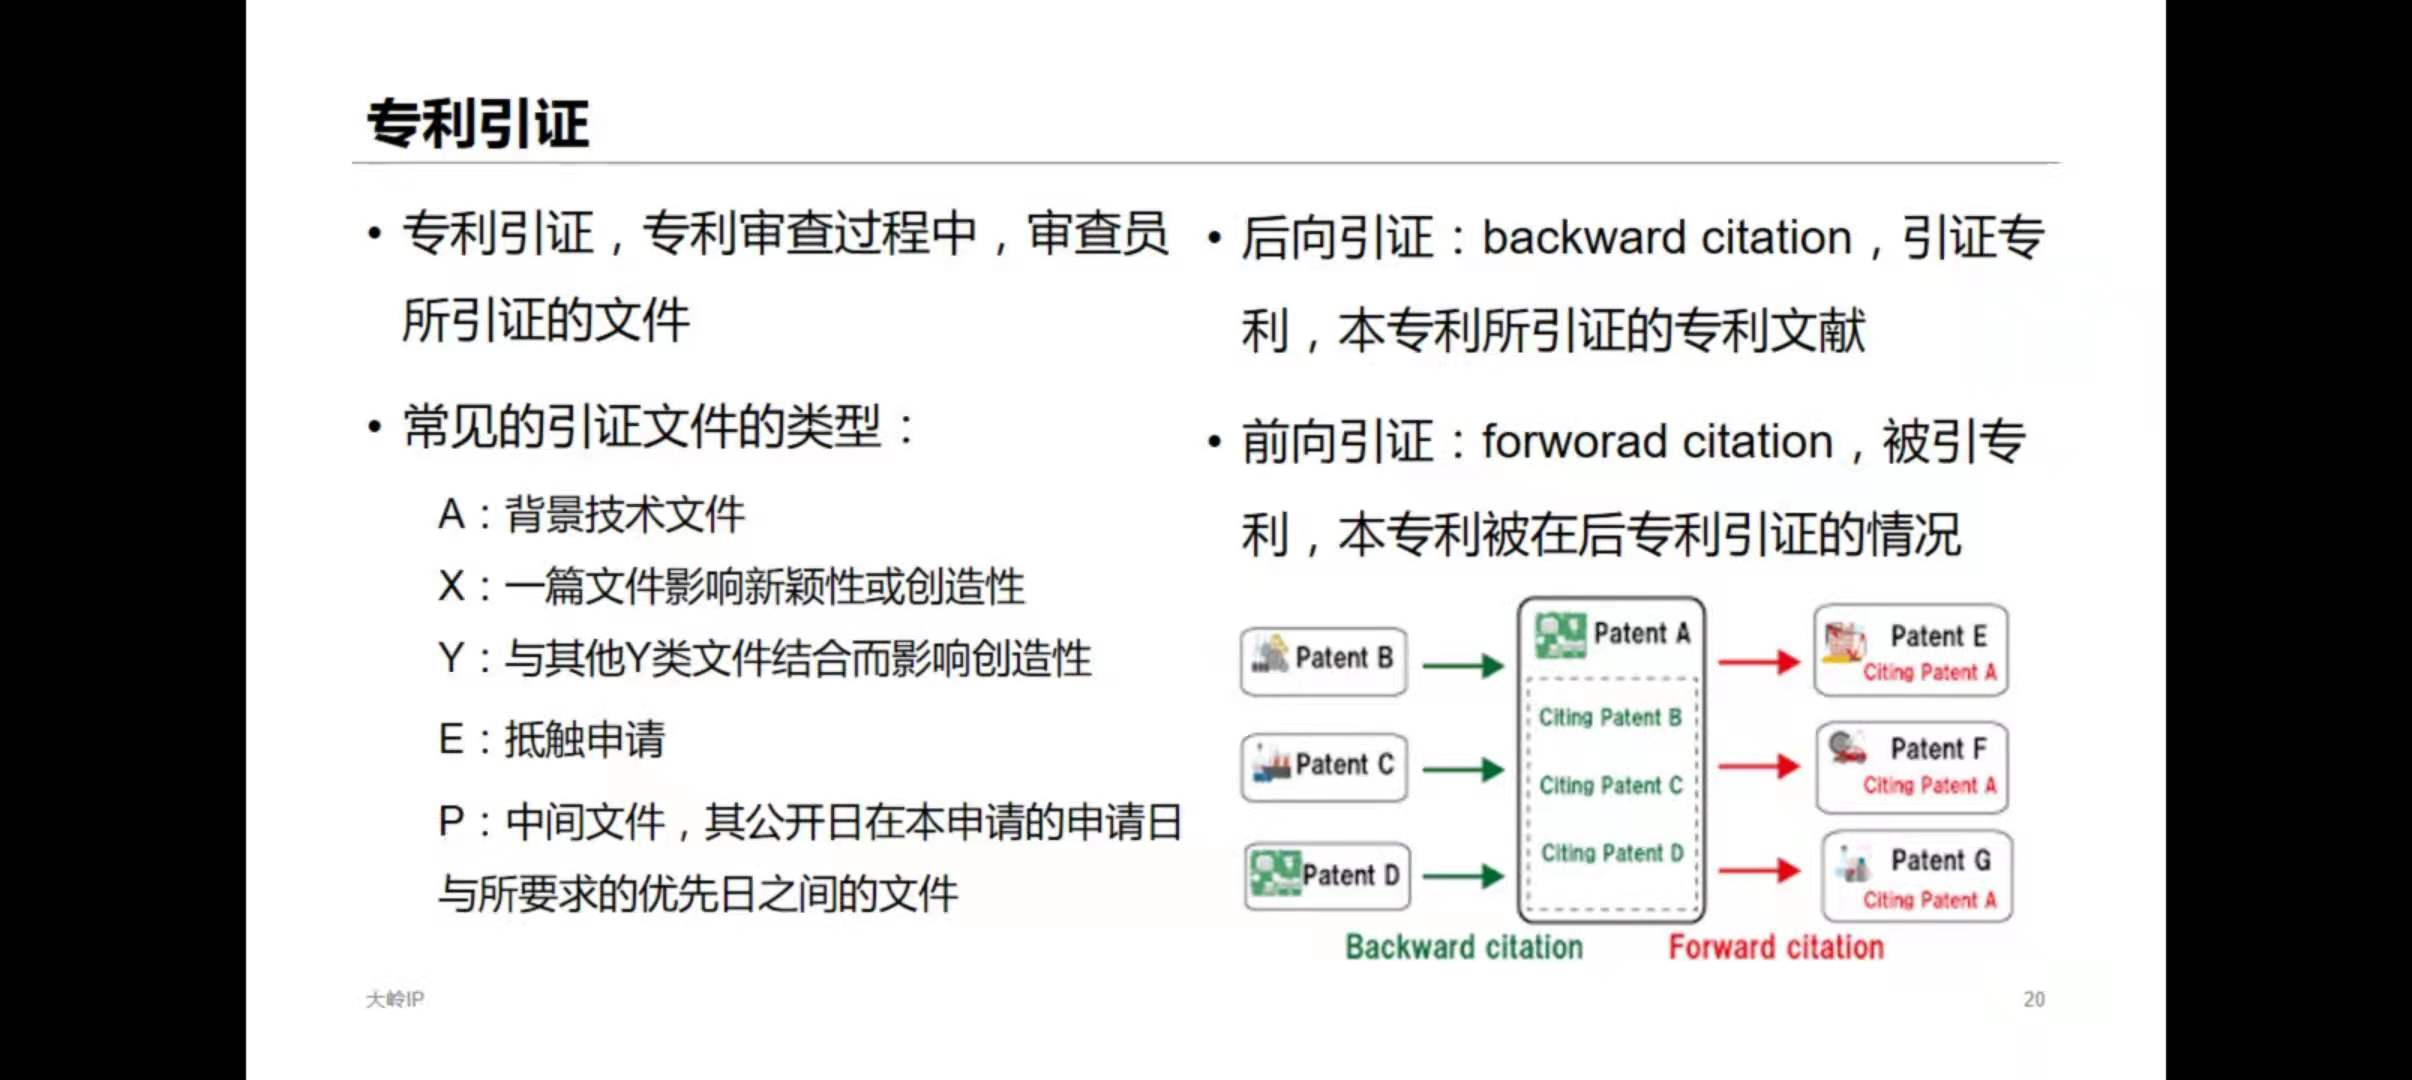 专利引证
• 专利引证，专利审查过程中，审查员
所引证的文件
• 常见的引证文件的类型：
A：背景技术文件
X：一篇文件影响新颖性或创造性
Y：与其他Y类文件结合而影响创造性
E：抵触申请
P：中间文件，其公开日在本申请的申请日
与所要求的优先日之间的文件
• 后向引证：backward citation，引证专
利，本专利所引证的专利文献
• 前向引证：forworad citation，被引专
利，本专利被在后专利引证的情况
Patent B
Patent C
Patent D
Patent A
Citing Patent B
Citing Patent C
Citing Patent D
Patent E
Citing Patent A
Patent F
Citing Patent A
Patent G
Citing Patent A
Backward citation
Forward citation
大岭IP
20